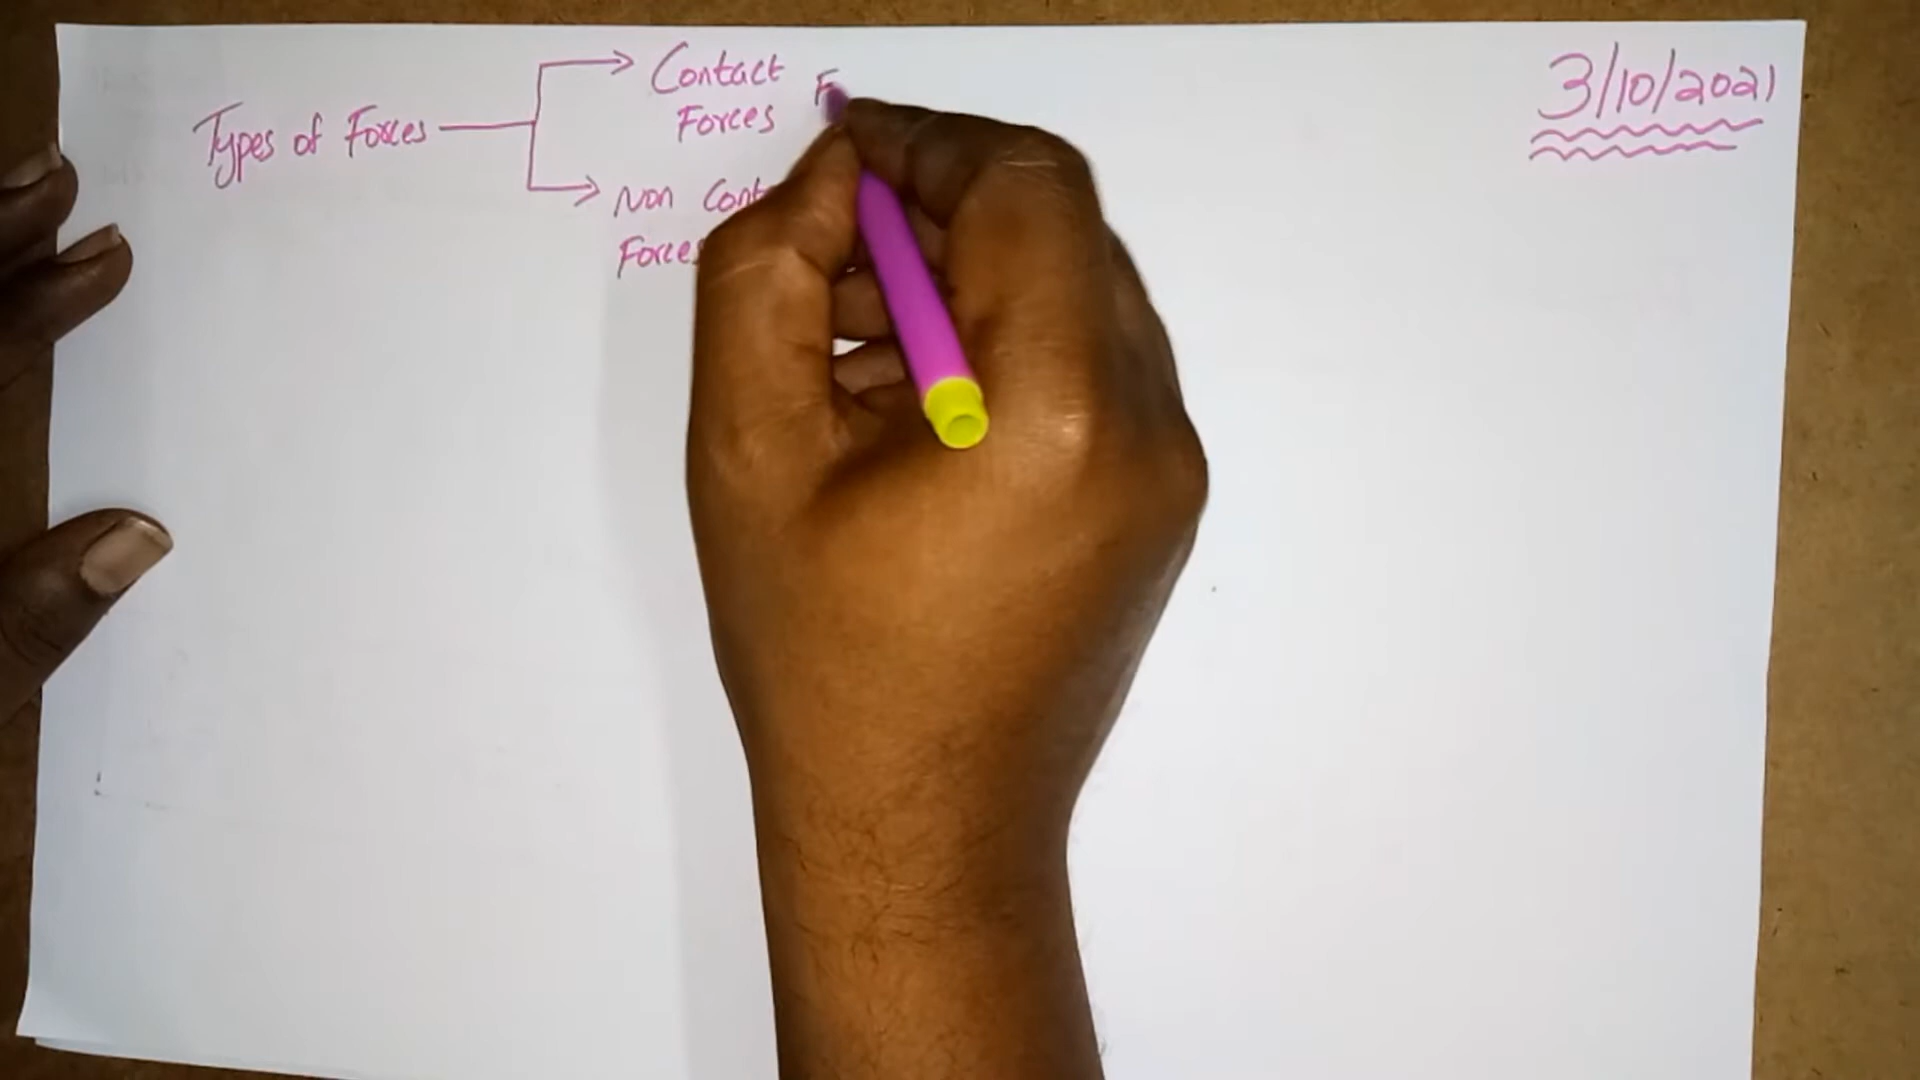 Types of Forces
Contact
Forces
F
Non
Forces
3/10/2021